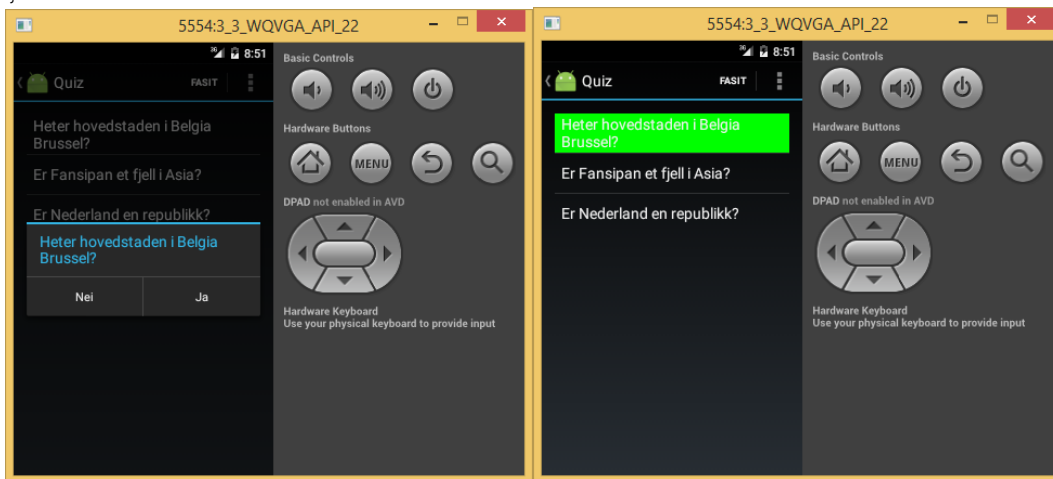 5554:3_3_WQVGA_API_22
36 8:51
Quiz FASIT
Heter hovedstaden i Belgia
Brussel?
Er Fansipan et fjell i Asia?
Er Nederland en republikk?
Heter hovedstaden i Belgia
Brussel?
Nei Ja
Basic Controls
Hardware Buttons
MENU
DPAD not enabled in AVD
Hardware Keyboard
Use your physical keyboard to provide input
5554:3_3_WQVGA_API_22
36 8:51
Quiz FASIT
Heter hovedstaden i Belgia
Brussel?
Er Fansipan et fjell i Asia?
Er Nederland en republikk?
Basic Controls
Hardware Buttons
MENU
DPAD not enabled in AVD
Hardware Keyboard
Use your physical keyboard to provide input